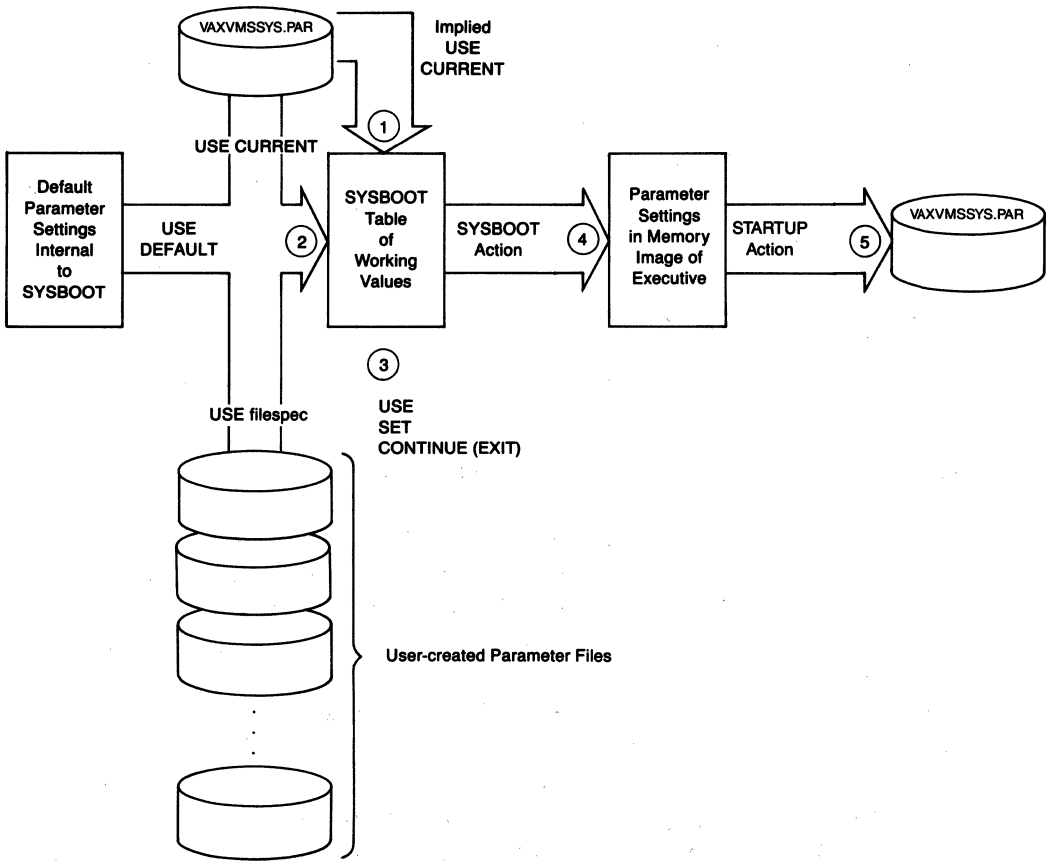 VAXVMSSYS.PAR
Implied
USE
CURRENT
1
USE CURRENT
Default
Parameter
Settings
Internal
to
SYSBOOT
USE
DEFAULT
2
SYSBOOT
Table
of
Working
Values
SYSBOOT
Action
4
Parameter
Settings
in Memory
Image of
Executive
STARTUP
Action
5
VAXVMSSYS.PAR
3
USE
SET
CONTINUE (EXIT)
USE filespec
User-created Parameter Files